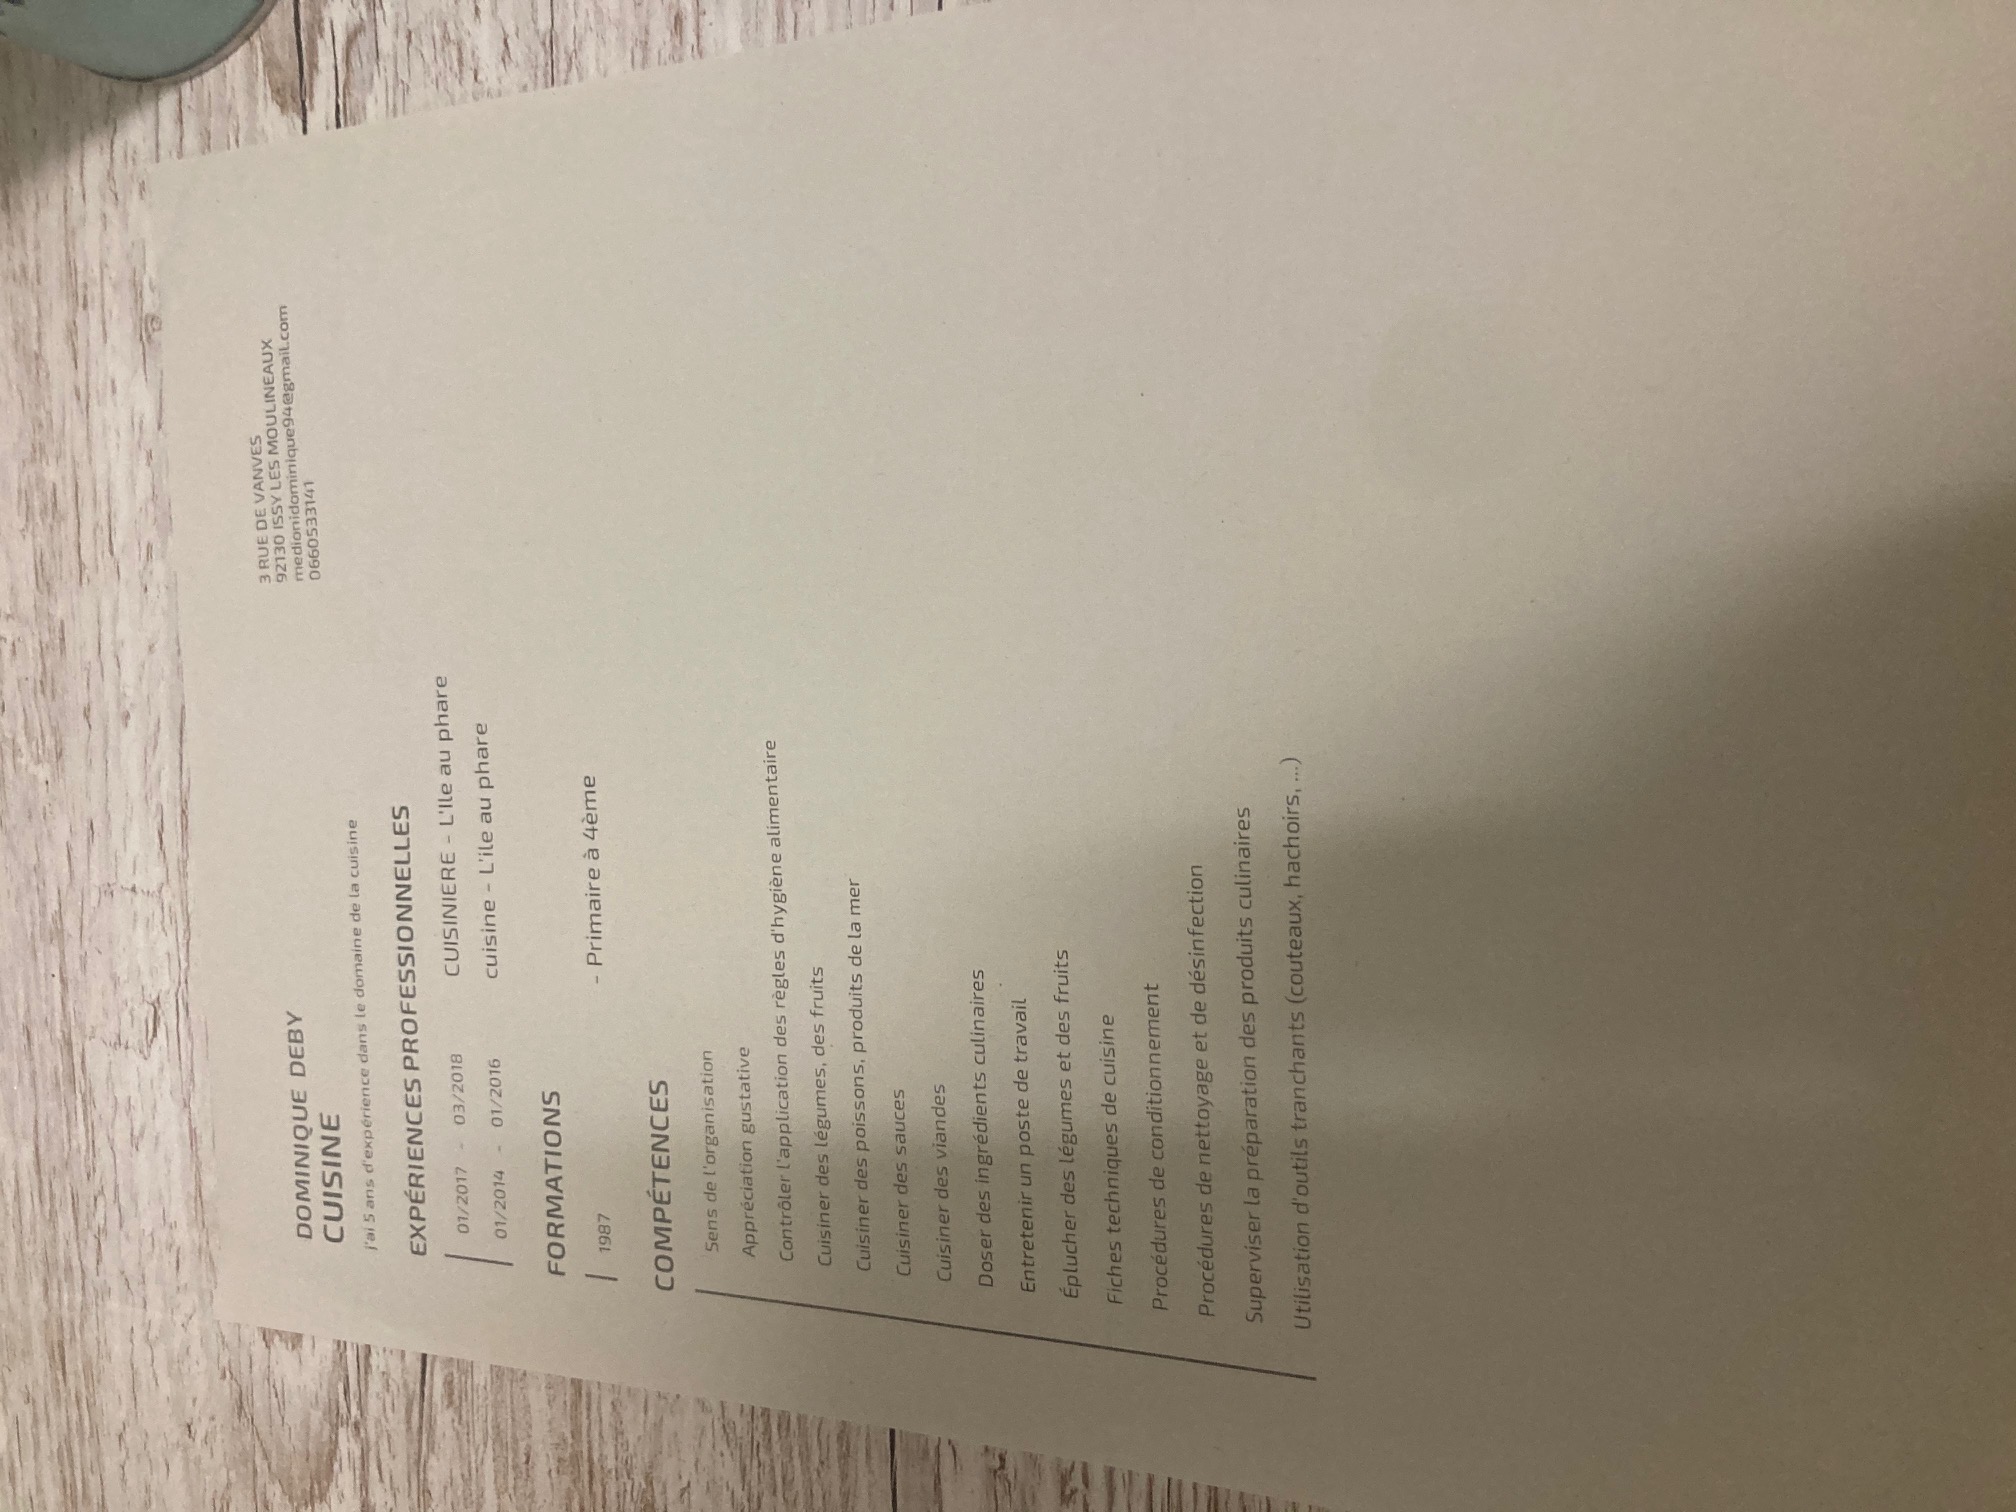 DOMINIQUE DEBY
CUISINE
j'ai 5 ans d'expérience dans le domaine de la cuisine
3 RUE DE VANVES
92130 ISSY LES MOULINEAUX
medionidominique94@gmail.com
0660533141
EXPÉRIENCES PROFESSIONNELLES
01/2017 - 03/2018 CUISINIERE - L'Ile au phare
01/2014 - 01/2016 cuisine - L'ile au phare
FORMATIONS
1987 - Primaire à 4ème
COMPÉTENCES
Sens de l'organisation
Appréciation gustative
Contrôler l'application des règles d'hygiène alimentaire
Cuisiner des légumes, des fruits
Cuisiner des poissons, produits de la mer
Cuisiner des sauces
Cuisiner des viandes
Doser des ingrédients culinaires
Entretenir un poste de travail
Éplucher des légumes et des fruits
Fiches techniques de cuisine
Procédures de conditionnement
Procédures de nettoyage et de désinfection
Superviser la préparation des produits culinaires
Utilisation d'outils tranchants (couteaux, hachoirs, ...)